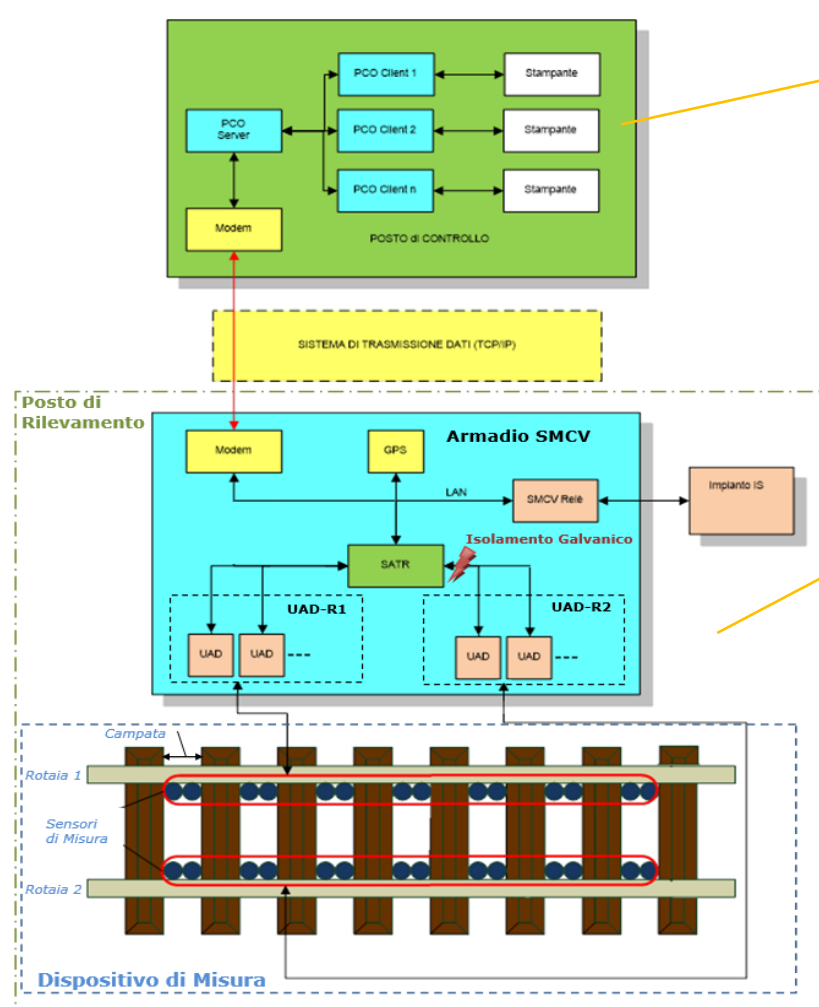 PCO Client 1
Stampante
PCO
Server
PCO Client 2
Stampante
PCO Client n
Stampante
Modem
POSTO di CONTROLLO
SISTEMA DI TRASMISSIONE DATI (TCP/IP)
Posto di
Rilevamento
Armadio SMCV
Modem
GPS
LAN
SMCV Relè
Impianto IS
Isolamento Galvanico
SATR
UAD-R1
UAD-R2
UAD
UAD
UAD
UAD
Campata
Rotaia 1
Sensori
di Misura
Rotaia 2
Dispositivo di Misura